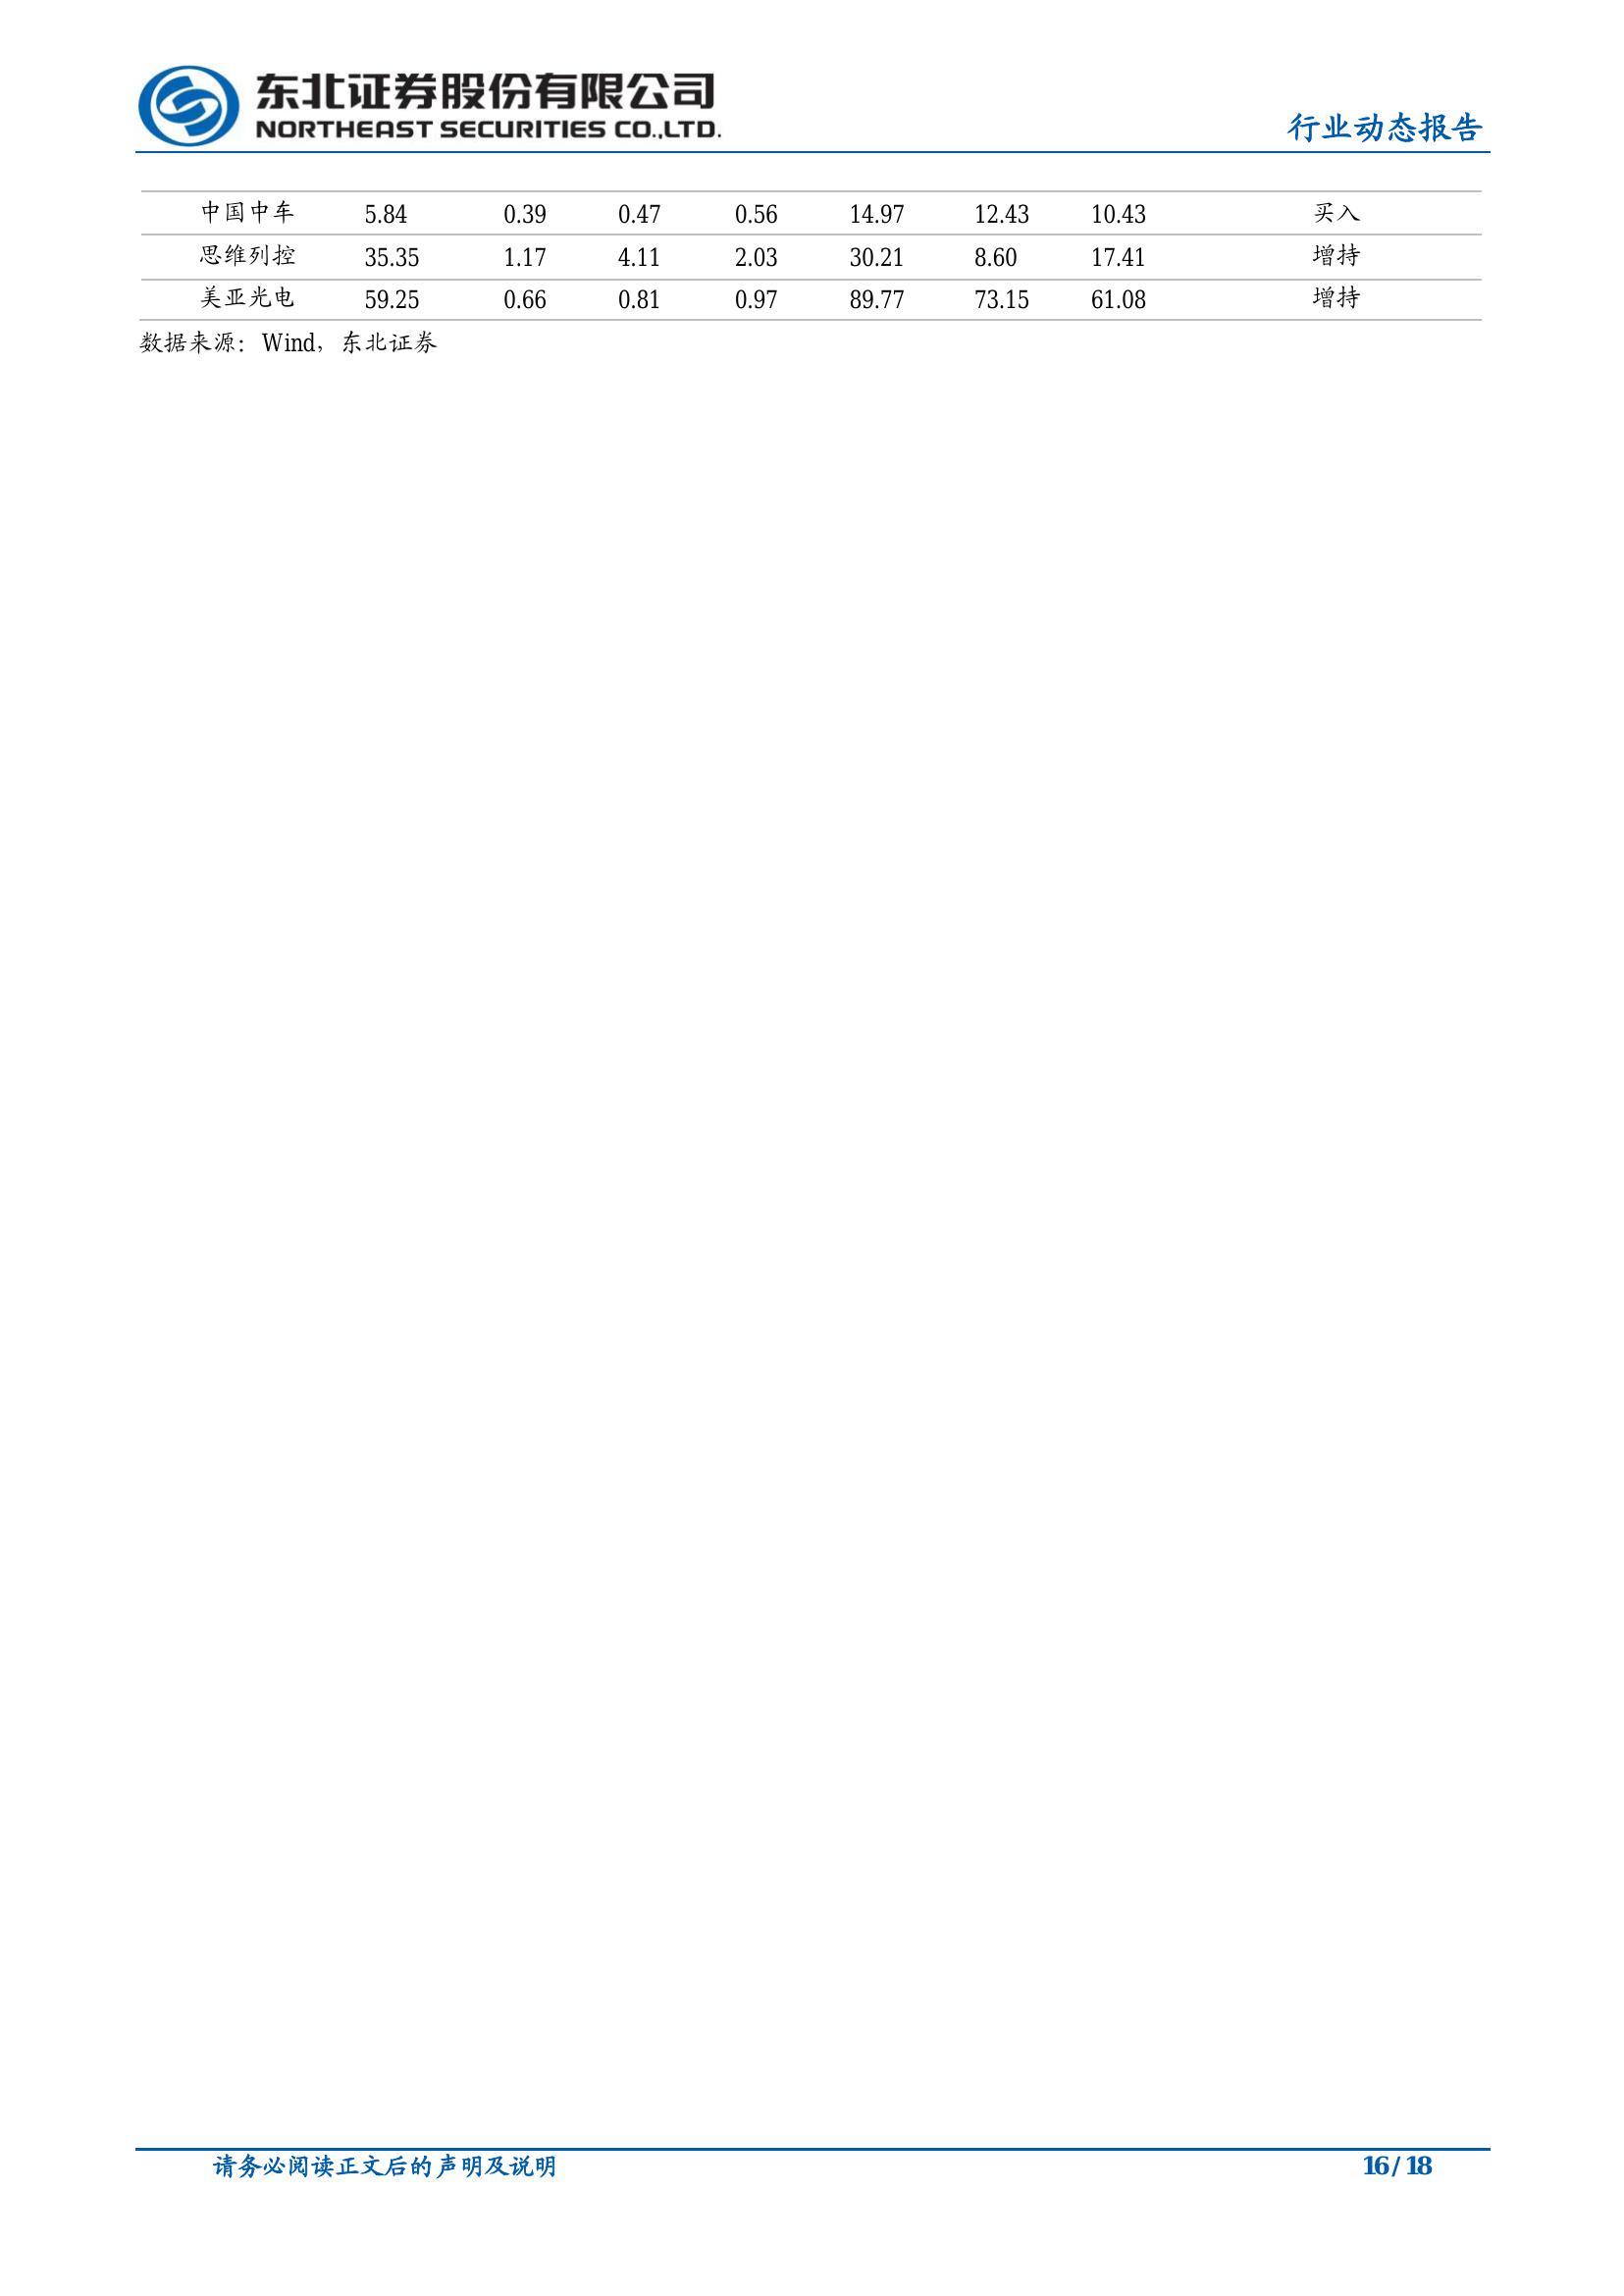 东北证券股份有限公司
NORTHEAST SECURITIES CO.,LTD.
行业动态报告
中国中车 5.84 0.39 0.47 0.56 14.97 12.43 10.43 买入
思维列控 35.35 1.17 4.11 2.03 30.21 8.60 17.41 增持
美亚光电 59.25 0.66 0.81 0.97 89.77 73.15 61.08 增持
数据来源：Wind，东北证券
请务必阅读正文后的声明及说明 16 / 18